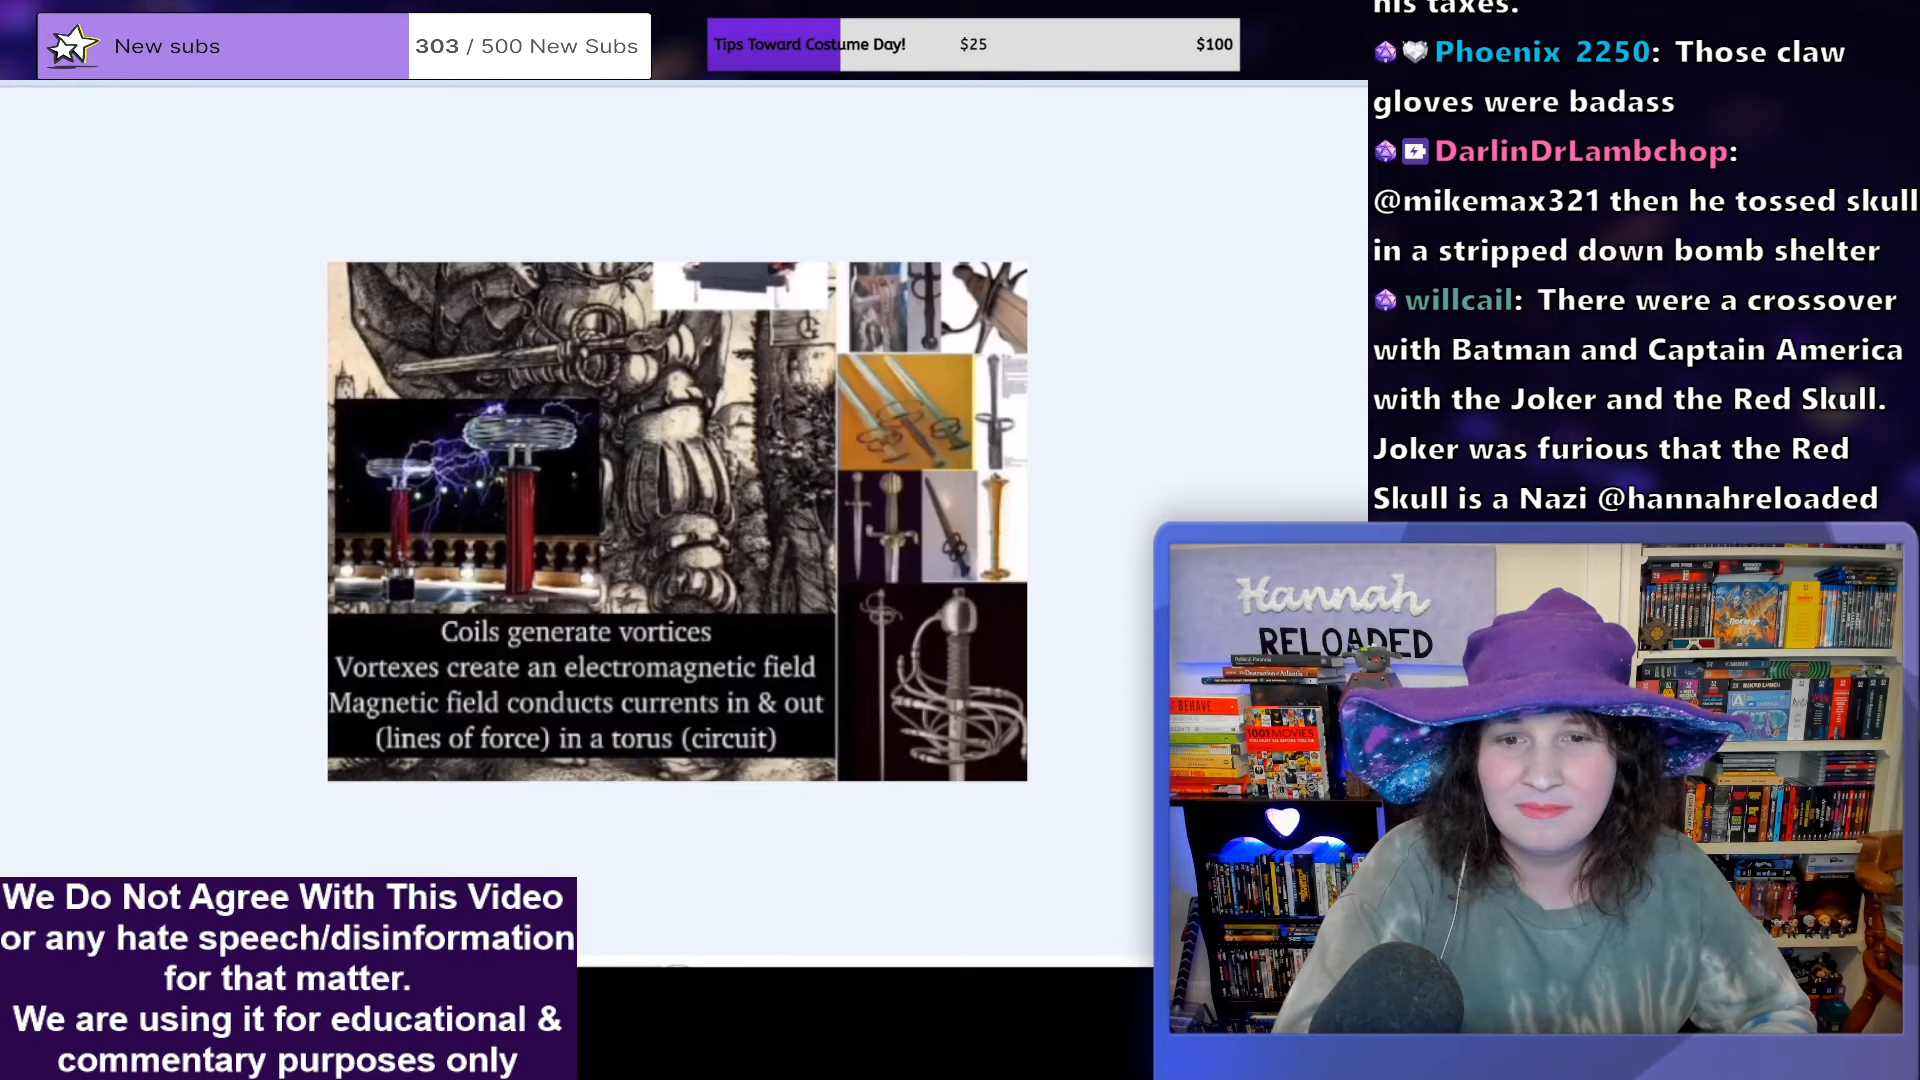 New subs
303 / 500 New Subs
Tips Toward Costume Day!
$25
$100
his taxes.
Phoenix 2250: Those claw
gloves were badass
DarlinDrLambchop:
@mikemax321 then he tossed skull
in a stripped down bomb shelter
willcail: There were a crossover
with Batman and Captain America
with the Joker and the Red Skull.
Joker was furious that the Red
Skull is a Nazi @hannahreloaded
Coils generate vortices
Vortexes create an electromagnetic field
Magnetic field conducts currents in & out
(lines of force) in a torus (circuit)
Hannah
RELOADED
BEHAVE
1001 MOVIES
We Do Not Agree With This Video
or any hate speech/disinformation
for that matter.
We are using it for educational &
commentary purposes only